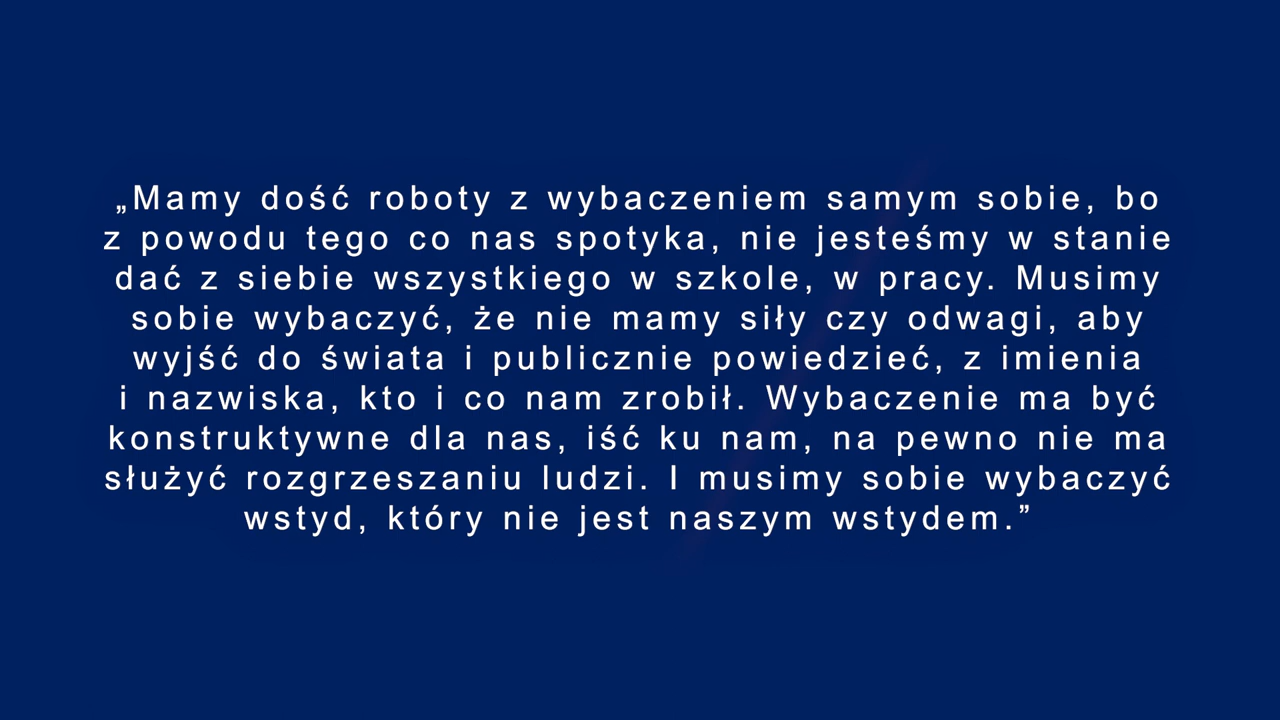 „Mamy dość roboty z wybaczeniem samym sobie, bo
z powodu tego co nas spotyka, nie jesteśmy w stanie
dać z siebie wszystkiego w szkole, w pracy. Musimy
sobie wybaczyć, że nie mamy siły czy odwagi, aby
wyjść do świata i publicznie powiedzieć, z imienia
i nazwiska, kto i co nam zrobił. Wybaczenie ma być
konstruktywne dla nas, iść ku nam, na pewno nie ma
służyć rozgrzeszaniu ludzi. I musimy sobie wybaczyć
wstyd, który nie jest naszym wstydem.”